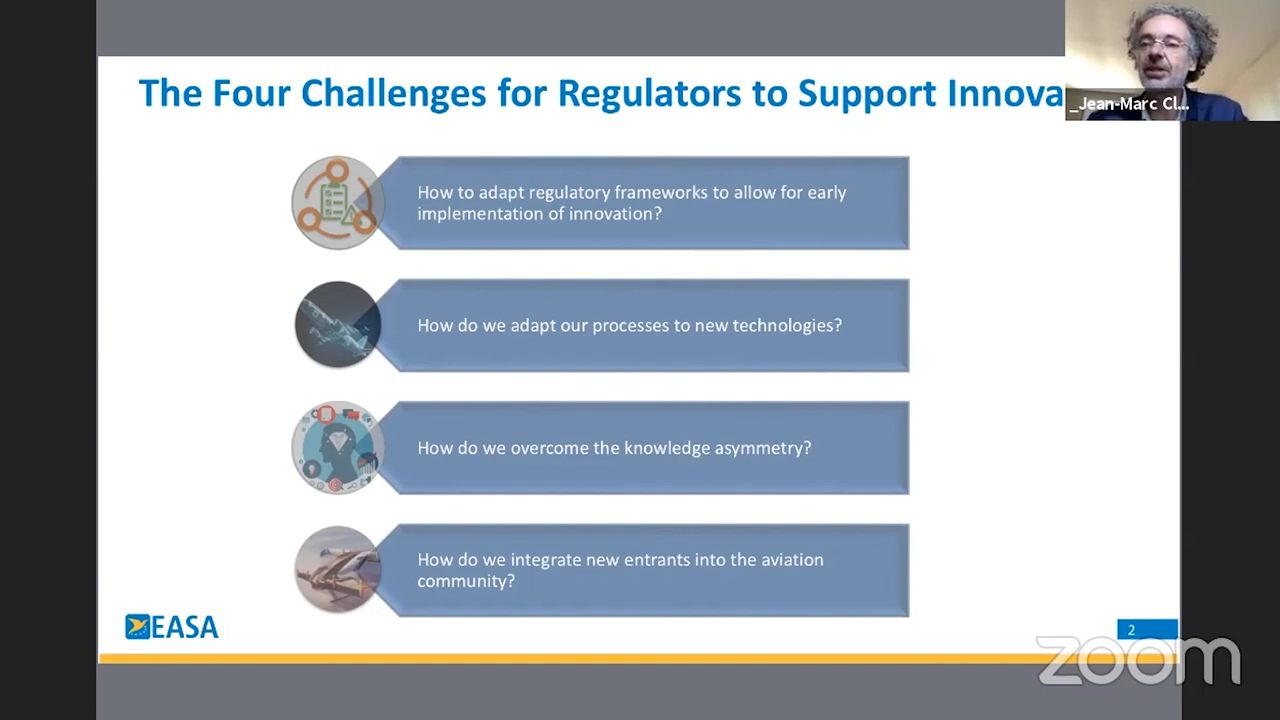 The Four Challenges for Regulators to Support Innova
_Jean-Marc Cl...
How to adapt regulatory frameworks to allow for early
implementation of innovation?
How do we adapt our processes to new technologies?
How do we overcome the knowledge asymmetry?
How do we integrate new entrants into the aviation
community?
EASA
2
zoom